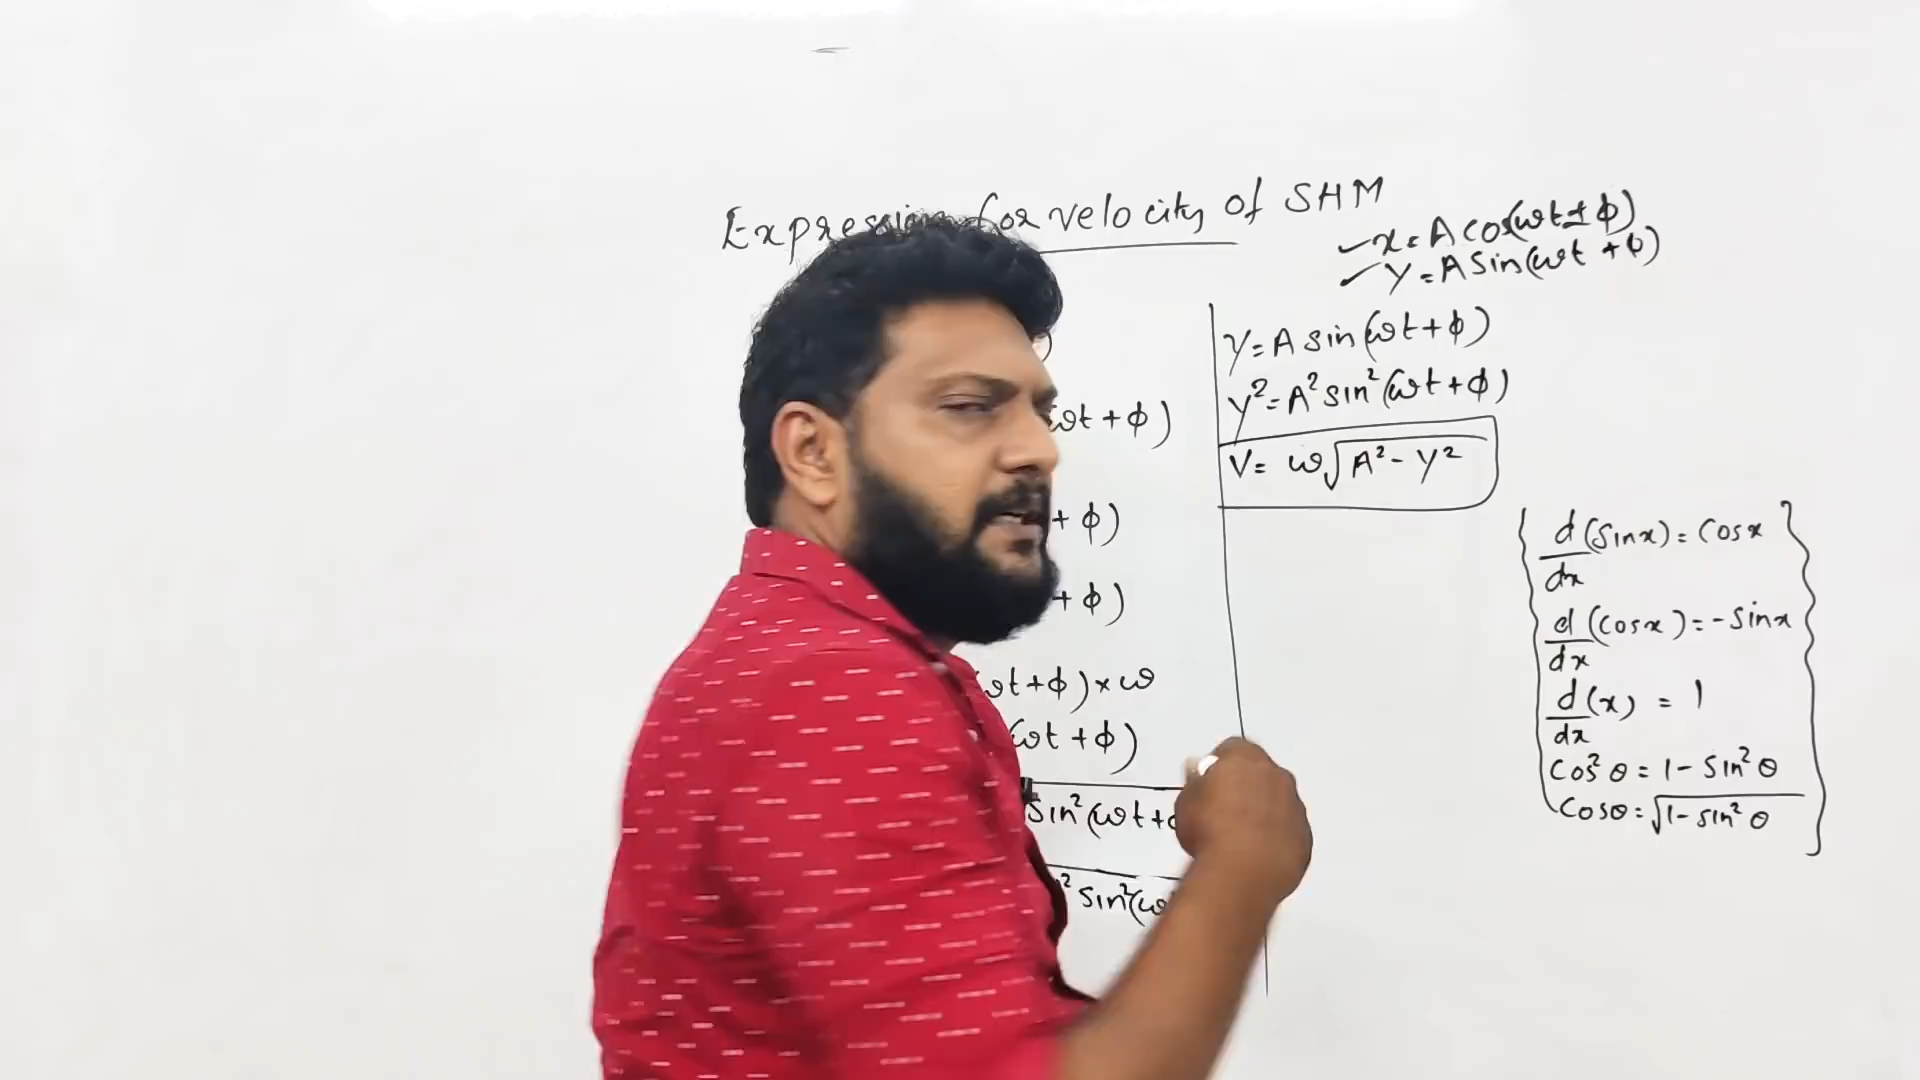 Expression for velocity of SHM
x = A cos(ωt ± φ)
y = A sin(ωt + φ)
ωt + φ)
+ φ)
+ φ)
ωt + φ) × ω
(ωt + φ)
sin²(ωt +
² sin²(ω
y = A sin(ωt + φ)
y² = A² sin²(ωt + φ)
V = ω√A² - y²
d/dx (sinx) = cosx
d/dx (cosx) = - sinx
d/dx (x) = 1
cos²θ = 1 - sin²θ
cosθ = √1 - sin²θ